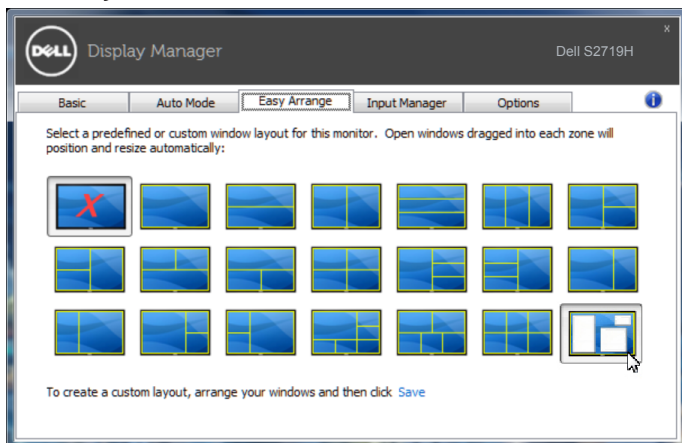 x
DELL Display Manager Dell S2719H
Basic Auto Mode Easy Arrange Input Manager Options i
Select a predefined or custom window layout for this monitor. Open windows dragged into each zone will
position and resize automatically:
X
To create a custom layout, arrange your windows and then click Save